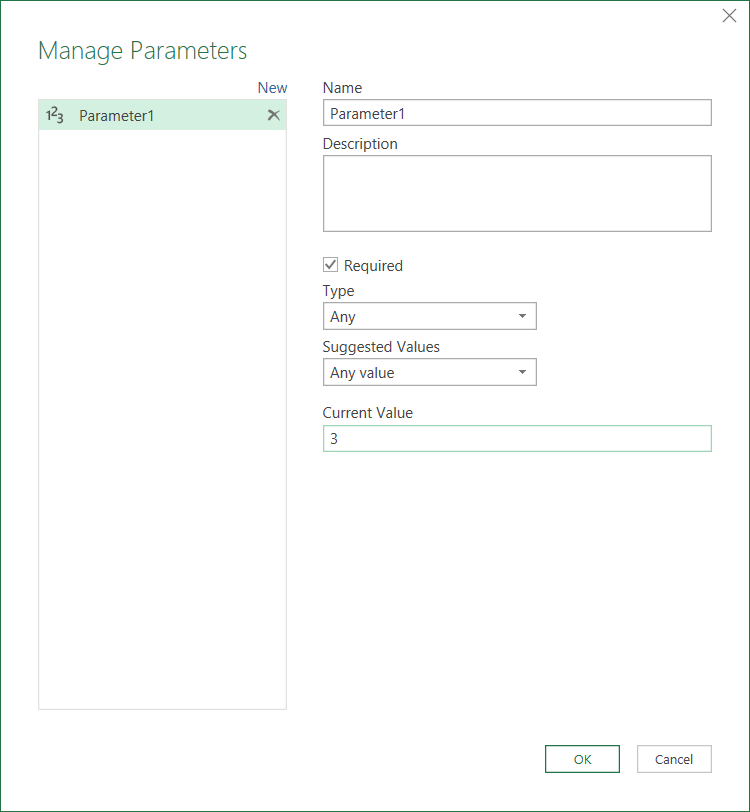 Manage Parameters
New
123 Parameter1
Name
Parameter1
Description
Required
Type
Any
Suggested Values
Any value
Current Value
3
OK Cancel